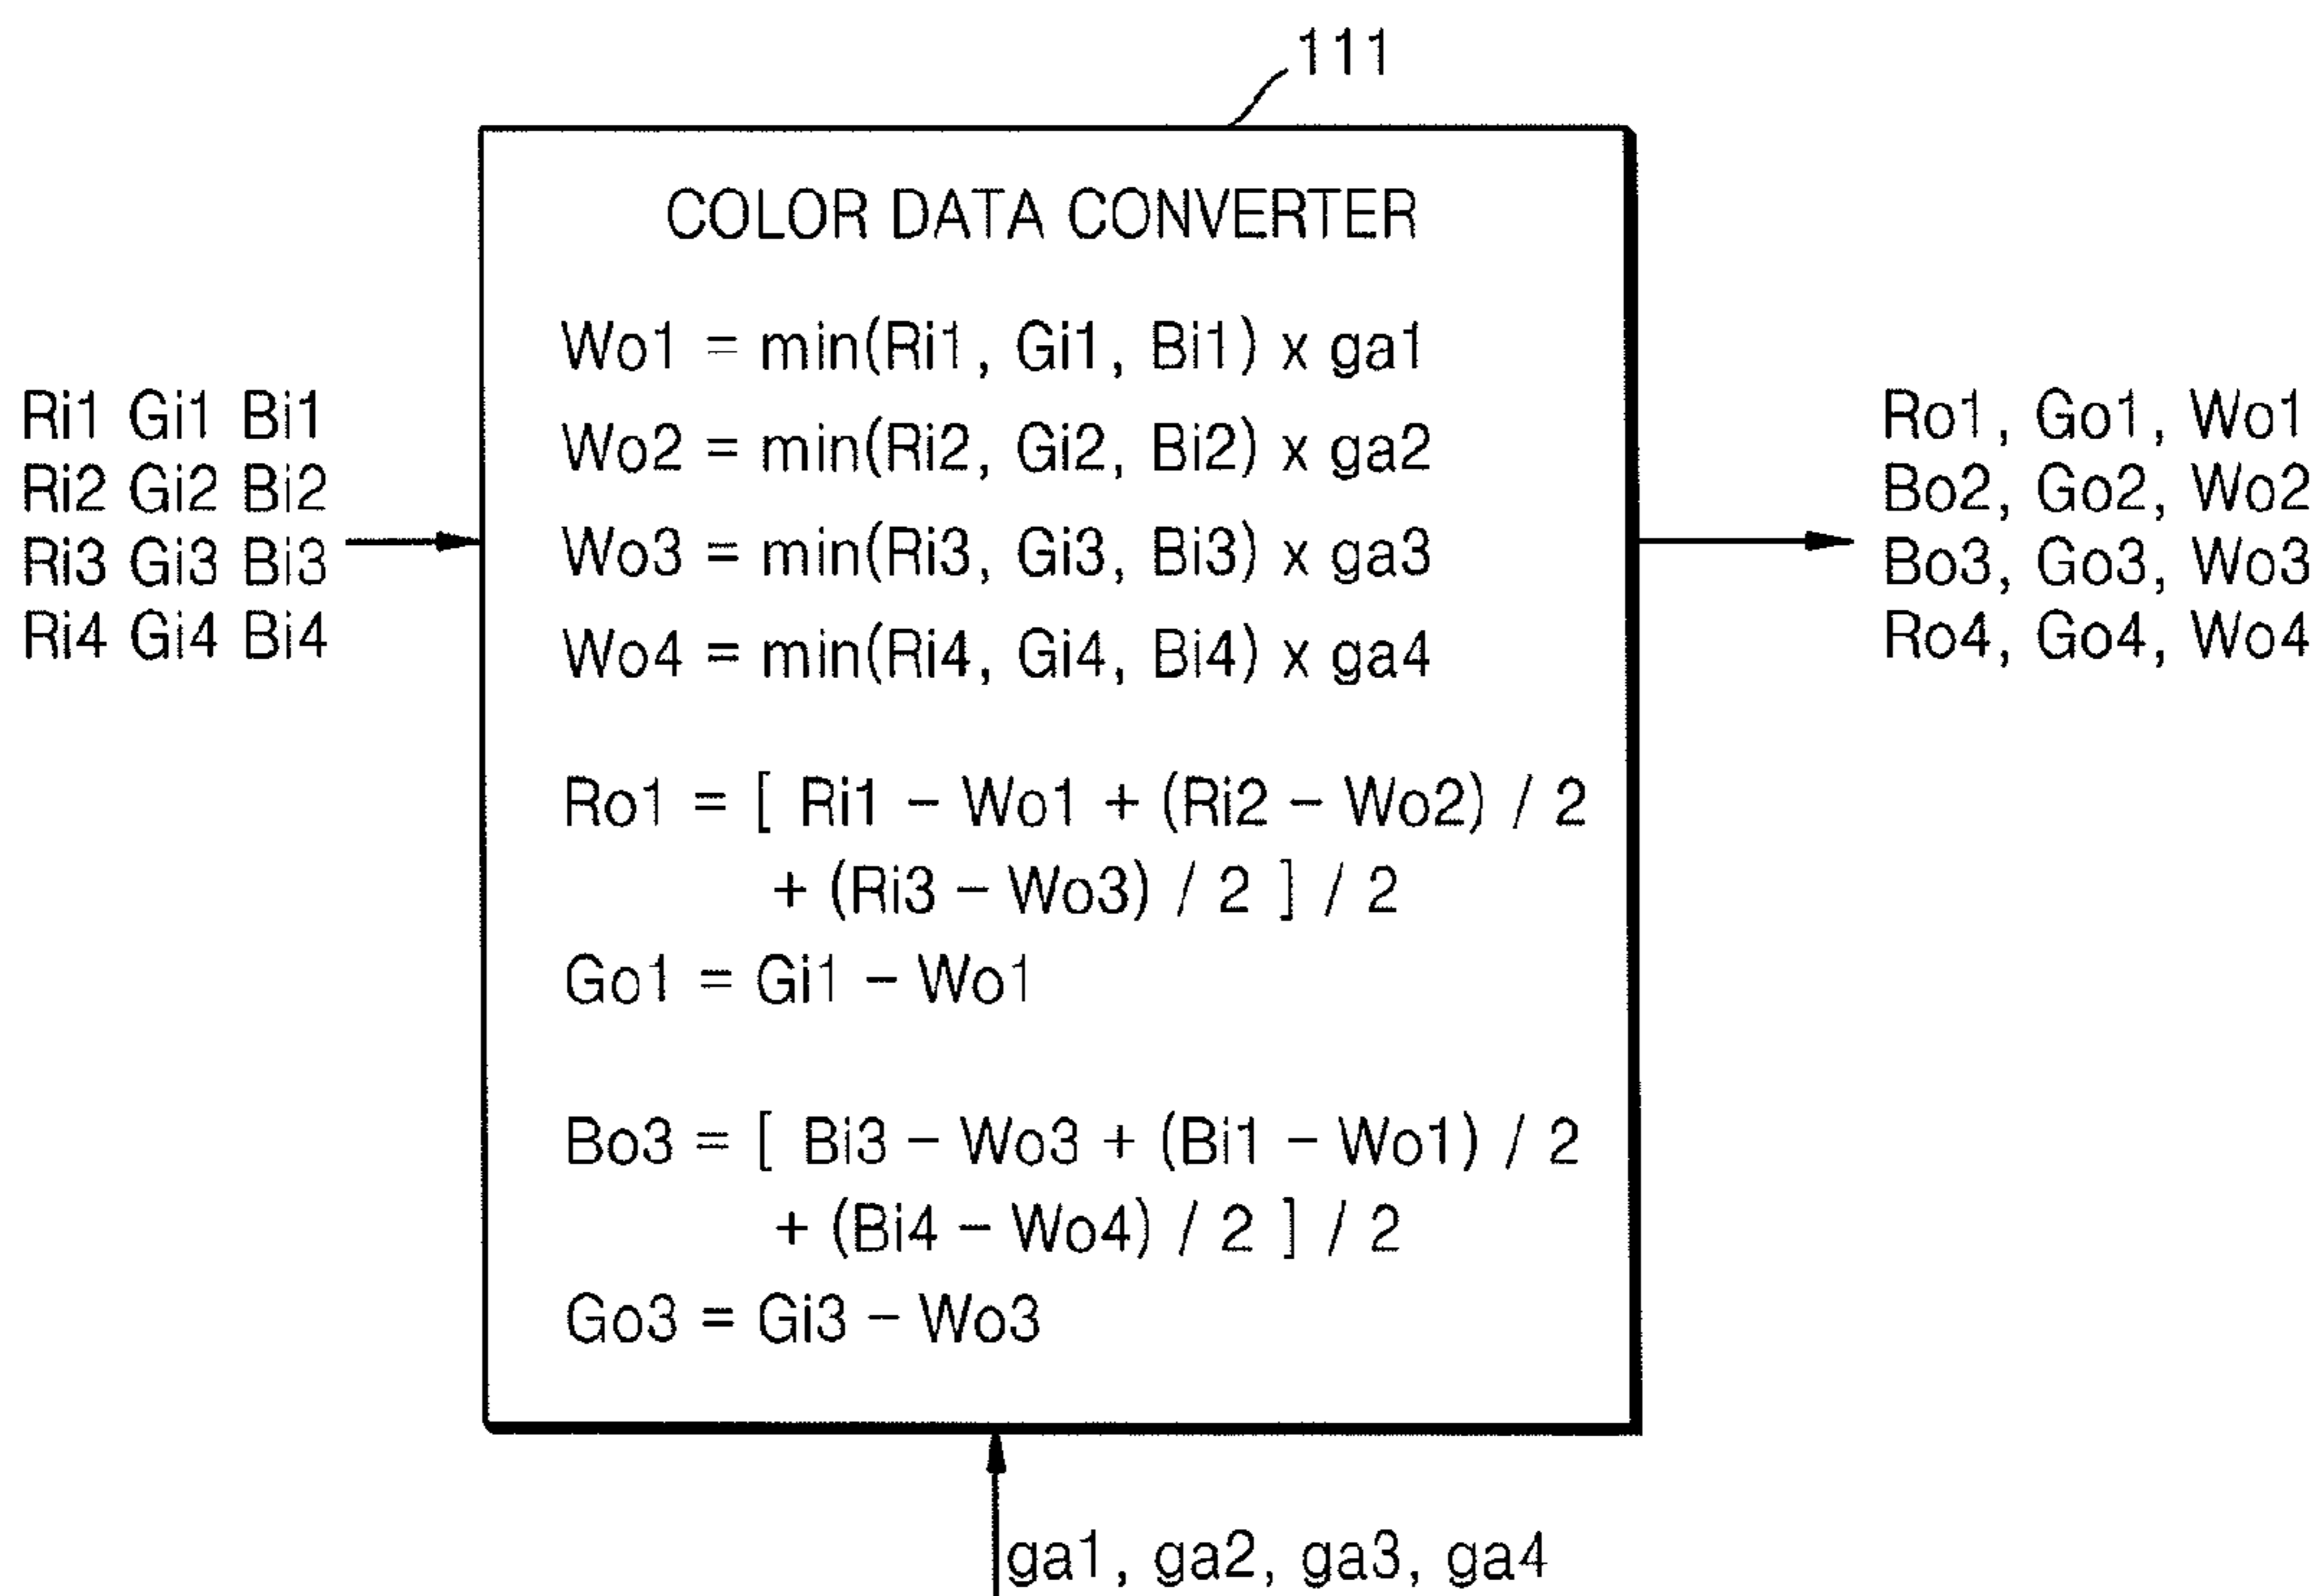 111
COLOR DATA CONVERTER
Wo1 = min(Ri1, Gi1, Bi1) x ga1
Wo2 = min(Ri2, Gi2, Bi2) x ga2
Wo3 = min(Ri3, Gi3, Bi3) x ga3
Wo4 = min(Ri4, Gi4, Bi4) x ga4
Ro1 = [ Ri1 – Wo1 + (Ri2 – Wo2) / 2
+ (Ri3 – Wo3) / 2 ] / 2
Go1 = Gi1 – Wo1
Bo3 = [ Bi3 – Wo3 + (Bi1 – Wo1) / 2
+ (Bi4 – Wo4) / 2 ] / 2
Go3 = Gi3 – Wo3
Ri1 Gi1 Bi1
Ri2 Gi2 Bi2
Ri3 Gi3 Bi3
Ri4 Gi4 Bi4
Ro1, Go1, Wo1
Bo2, Go2, Wo2
Bo3, Go3, Wo3
Ro4, Go4, Wo4
ga1, ga2, ga3, ga4